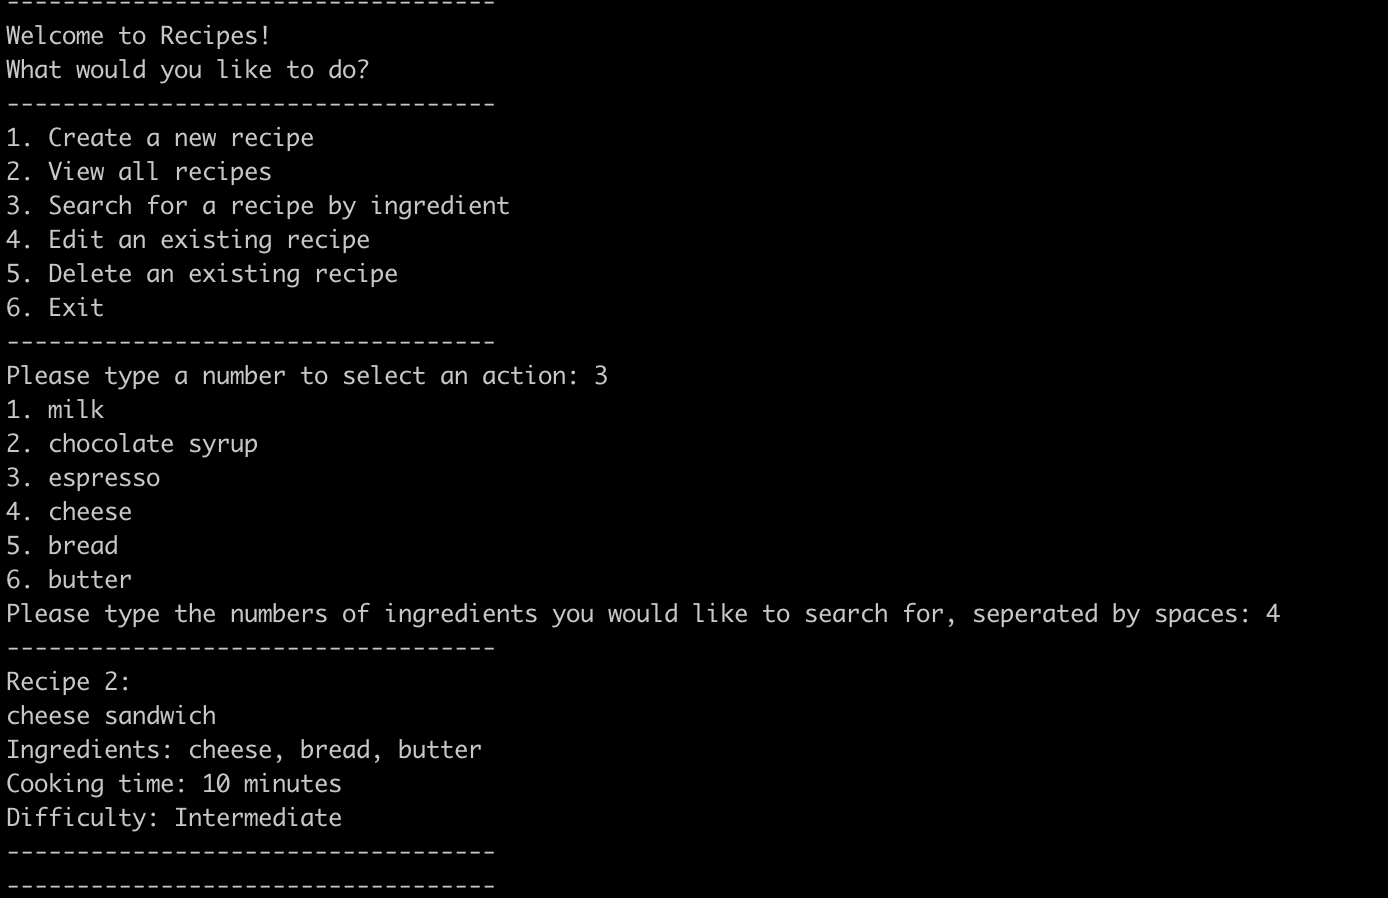 ----------------------------------
Welcome to Recipes!
What would you like to do?
----------------------------------
1. Create a new recipe
2. View all recipes
3. Search for a recipe by ingredient
4. Edit an existing recipe
5. Delete an existing recipe
6. Exit
----------------------------------
Please type a number to select an action: 3
1. milk
2. chocolate syrup
3. espresso
4. cheese
5. bread
6. butter
Please type the numbers of ingredients you would like to search for, seperated by spaces: 4
----------------------------------
Recipe 2:
cheese sandwich
Ingredients: cheese, bread, butter
Cooking time: 10 minutes
Difficulty: Intermediate
----------------------------------
----------------------------------